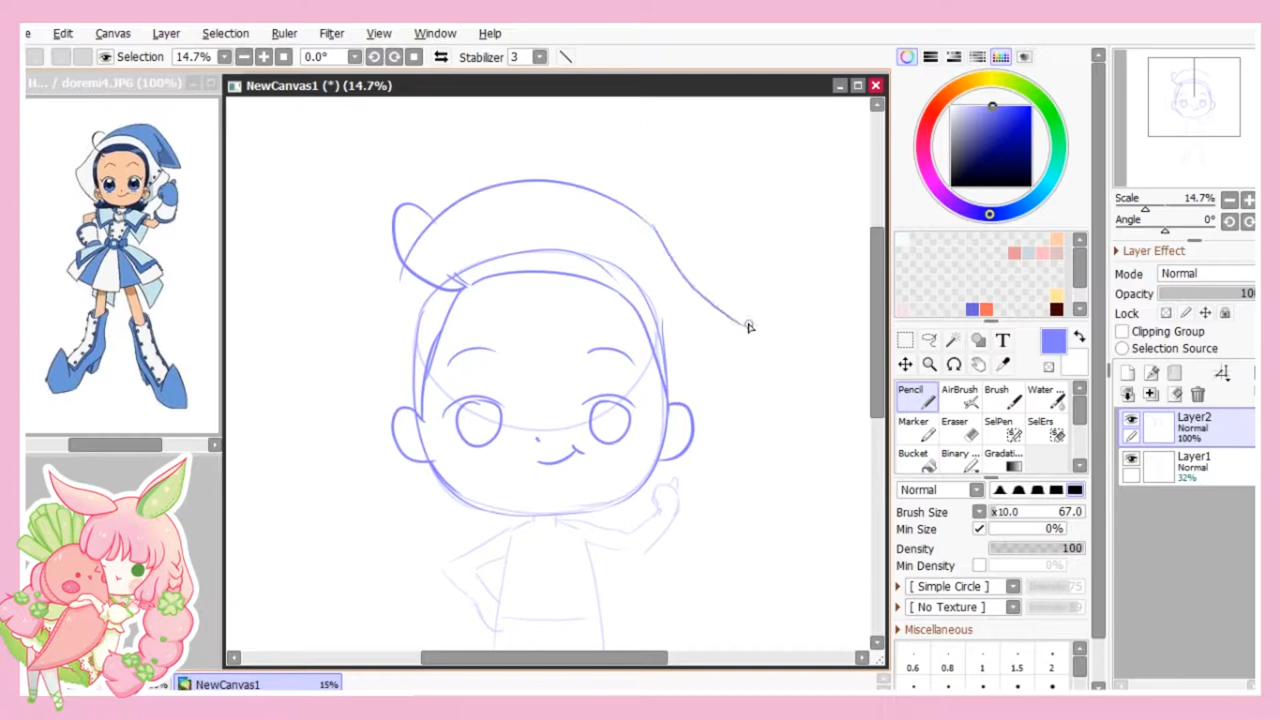 e Edit Canvas Layer Selection Ruler Filter View Window Help
Selection 14.7% 0.0° Stabilizer 3
H... / doremi4.JPG (100%)
NewCanvas1 (*) (14.7%)
Scale 14.7%
Angle 0°
Layer Effect
Mode Normal
Opacity 10
Lock
Clipping Group
Selection Source
T
Pencil AirBrush Brush Water ...
Marker Eraser SelPen SelErs
Bucket Binary ... Gradati...
Layer2
Normal
100%
Layer1
Normal
32%
Normal
Brush Size x10.0 67.0
Min Size 0%
Density 100
Min Density 0%
[ Simple Circle ]
[ No Texture ]
Miscellaneous
0.6 0.8 1 1.5 2
NewCanvas1 15%